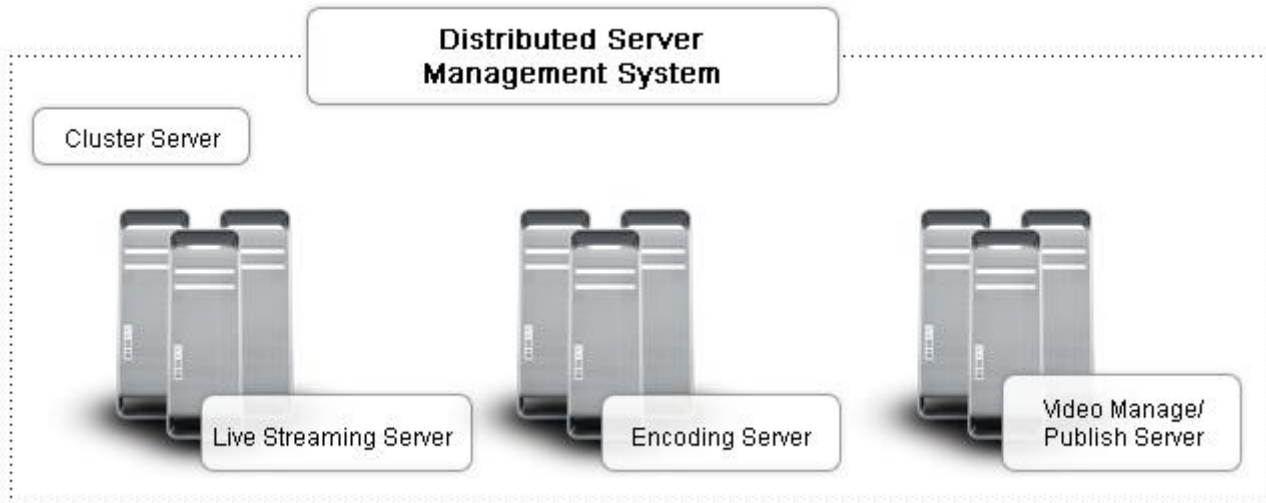 Distributed Server
Management System
Cluster Server
Live Streaming Server
Encoding Server
Video Manage/
Publish Server